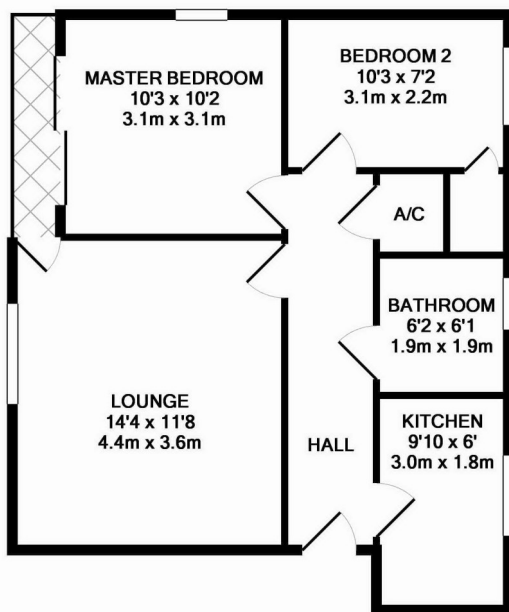 MASTER BEDROOM
10'3 x 10'2
3.1m x 3.1m
BEDROOM 2
10'3 x 7'2
3.1m x 2.2m
A/C
BATHROOM
6'2 x 6'1
1.9m x 1.9m
LOUNGE
14'4 x 11'8
4.4m x 3.6m
HALL
KITCHEN
9'10 x 6'
3.0m x 1.8m